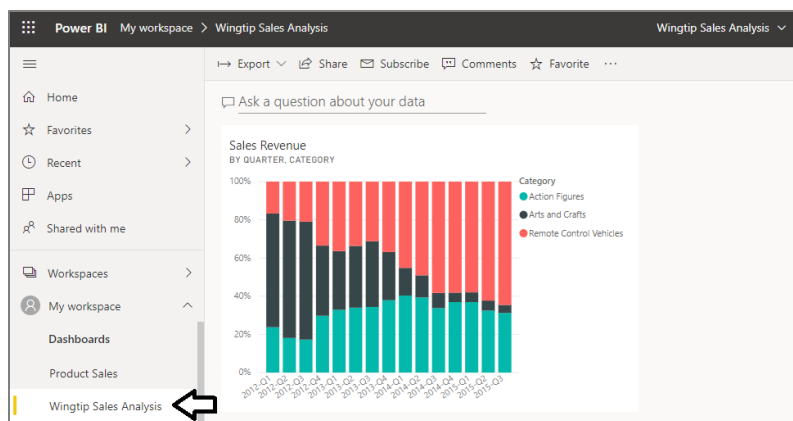 Power BI My workspace > Wingtip Sales Analysis
Wingtip Sales Analysis
Export
Share
Subscribe
Comments
Favorite
...
Home
Favorites
Recent
Apps
Shared with me
Workspaces
My workspace
Dashboards
Product Sales
Wingtip Sales Analysis
Ask a question about your data
Sales Revenue
BY QUARTER, CATEGORY
100%
80%
60%
40%
20%
0%
2012-Q1
2012-Q2
2012-Q3
2012-Q4
2013-Q1
2013-Q2
2013-Q3
2013-Q4
2014-Q1
2014-Q2
2014-Q3
2014-Q4
2015-Q1
2015-Q2
2015-Q3
Category
Action Figures
Arts and Crafts
Remote Control Vehicles